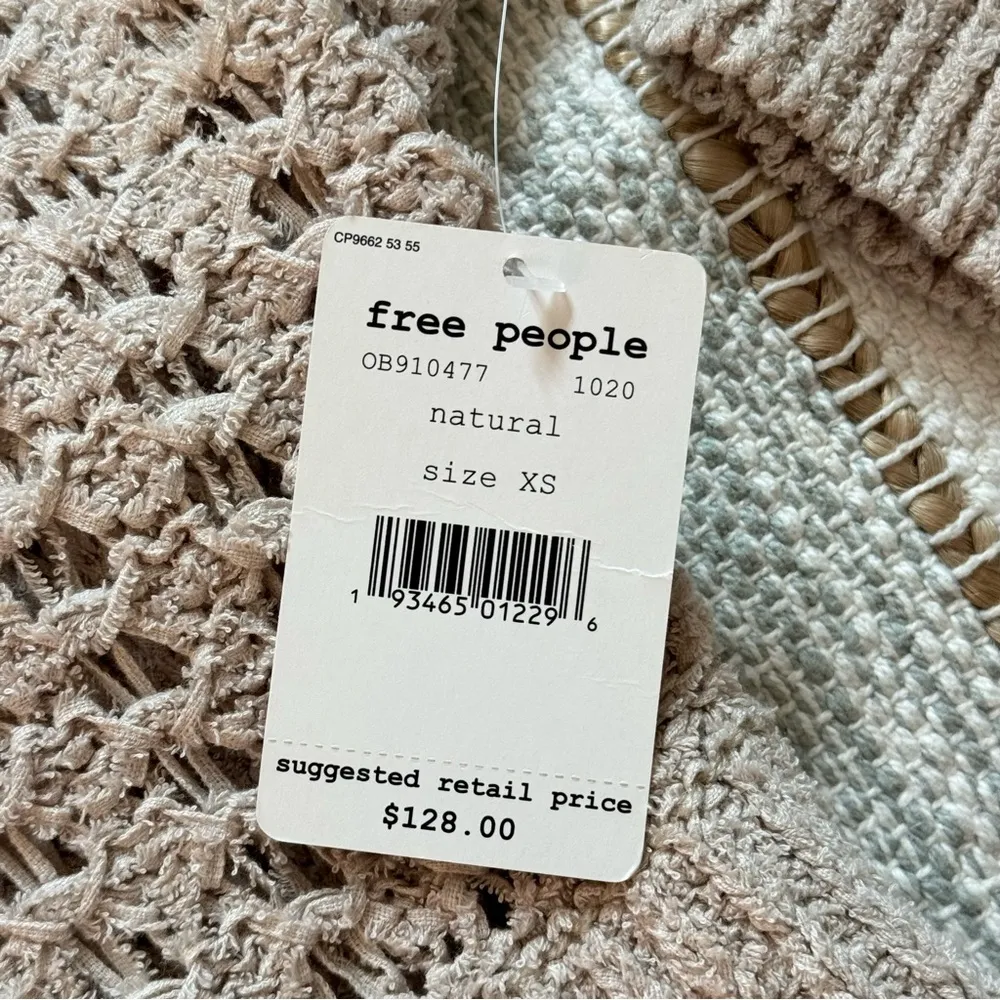 CP9662 53 55
free people
OB910477 1020
natural
size XS
1 93465 01229 6
suggested retail price
$128.00